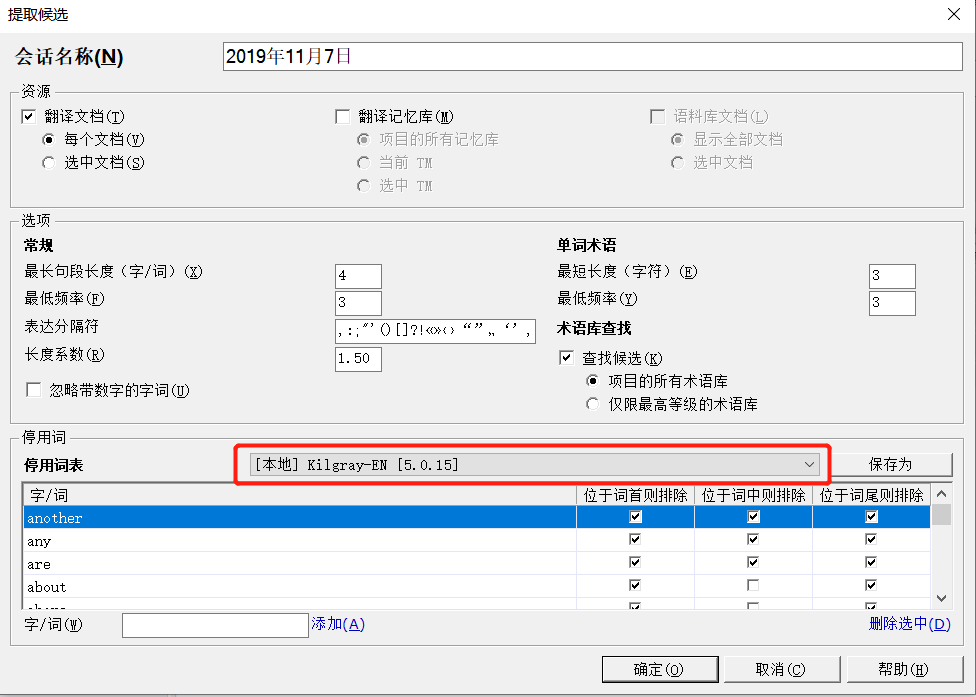 提取候选
会话名称(N) 2019年11月7日
资源
翻译文档(T) 翻译记忆库(M) 语料库文档(L)
每个文档(V) 项目的所有记忆库 显示全部文档
选中文档(S) 当前 TM 选中文档
选中 TM
选项
常规 单词术语
最长句段长度（字/词）(X) 4 最短长度（字符）(E) 3
最低频率(F) 3 最低频率(Y) 3
表达分隔符 ,:;"'()[]?!«»‹›“”„‘’, 术语库查找
长度系数(R) 1.50 查找候选(K)
项目的所有术语库
忽略带数字的字词(U) 仅限最高等级的术语库
停用词
停用词表 [本地] Kilgray-EN [5.0.15] 保存为
字/词 位于词首则排除 位于词中则排除 位于词尾则排除
another
any
are
about
字/词(W) 添加(A) 删除选中(D)
确定(O) 取消(C) 帮助(H)